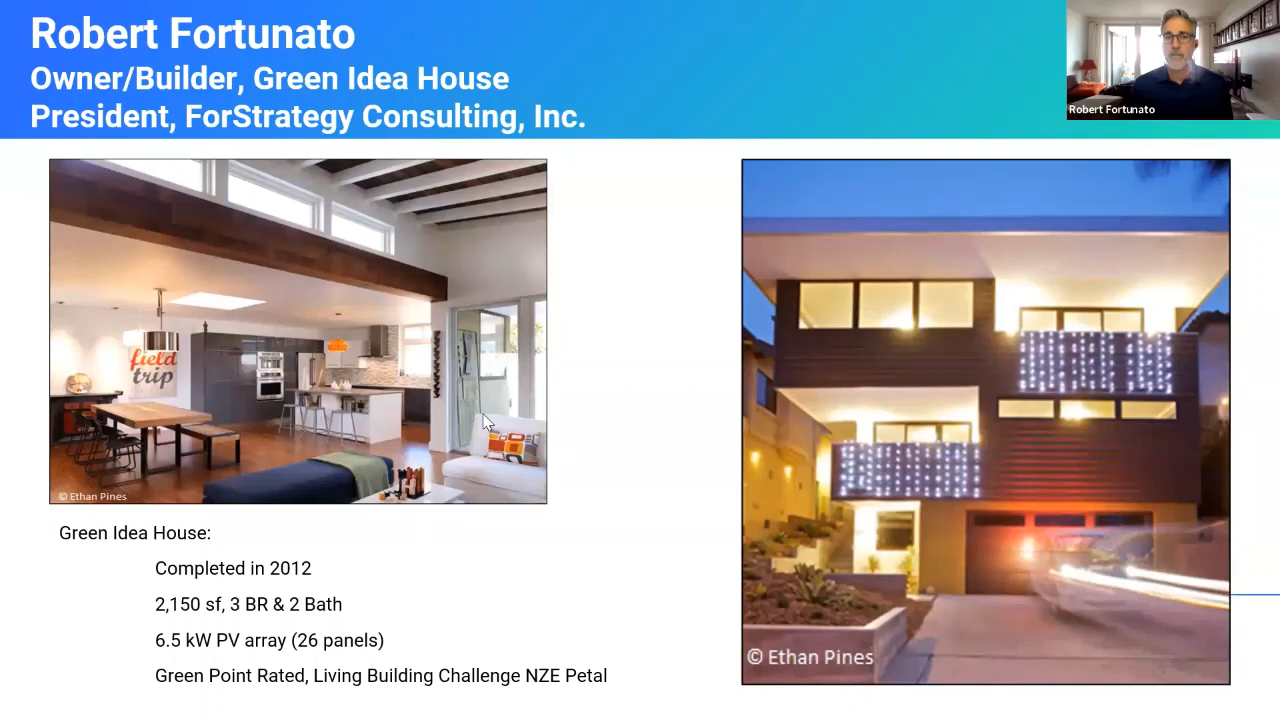 Robert Fortunato
Owner/Builder, Green Idea House
President, ForStrategy Consulting, Inc.
Robert Fortunato
field
trip
© Ethan Pines
© Ethan Pines
Green Idea House:
Completed in 2012
2,150 sf, 3 BR & 2 Bath
6.5 kW PV array (26 panels)
Green Point Rated, Living Building Challenge NZE Petal